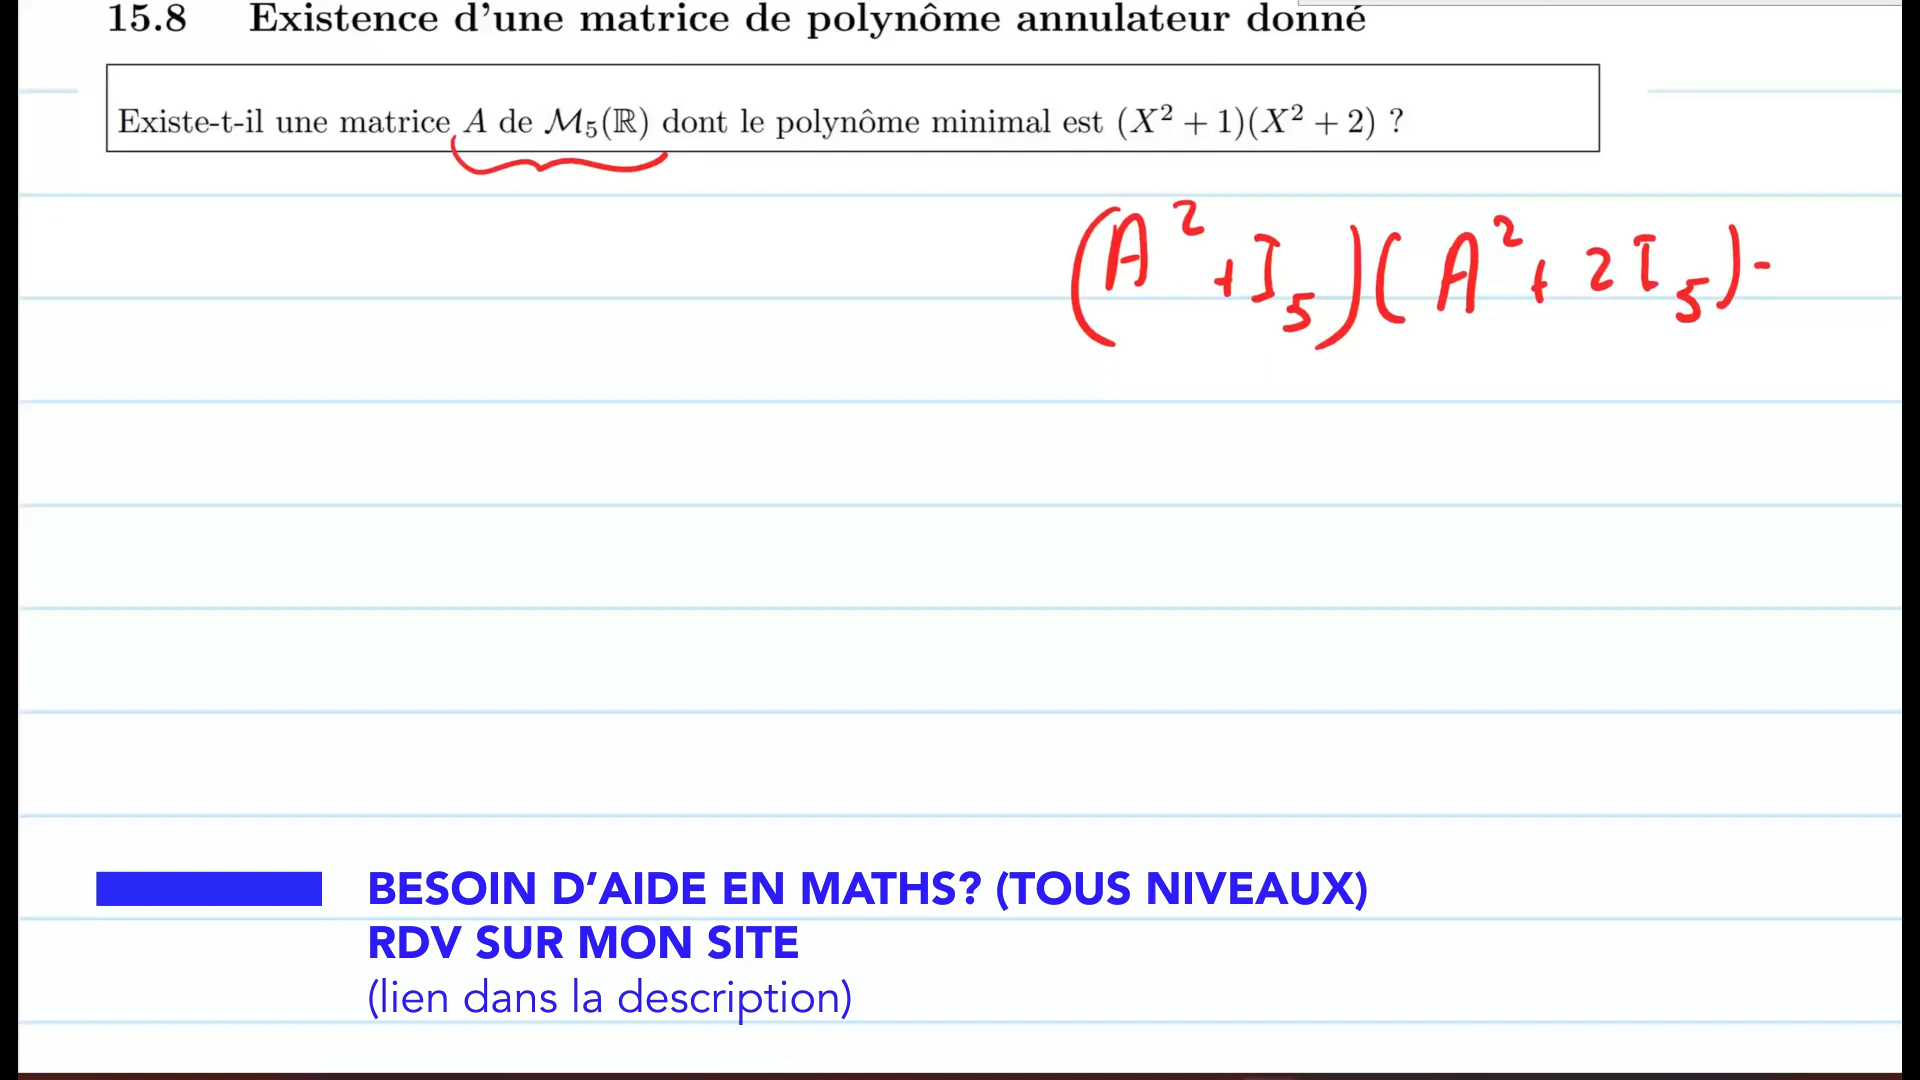 15.8 Existence d'une matrice de polynôme annulateur donné
Existe-t-il une matrice A de ℳ₅(ℝ) dont le polynôme minimal est (X² + 1)(X² + 2) ?
(A² + I₅)(A² + 2I₅) -
BESOIN D'AIDE EN MATHS? (TOUS NIVEAUX)
RDV SUR MON SITE
(lien dans la description)